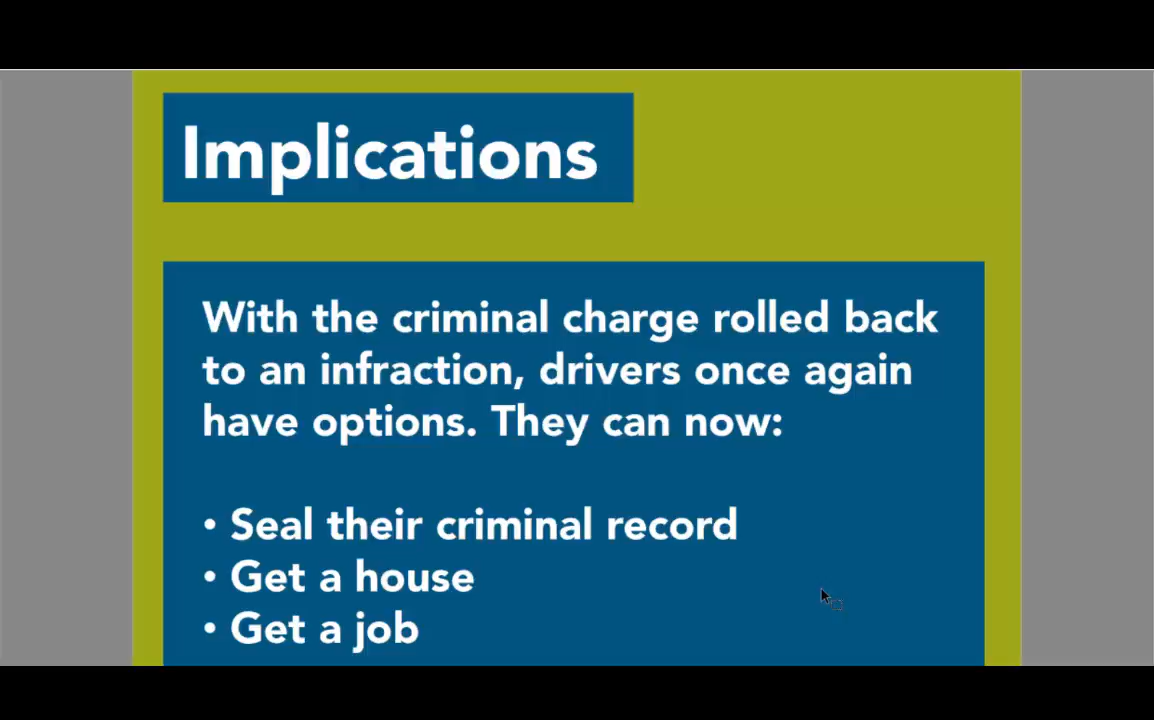 Implications
With the criminal charge rolled back
to an infraction, drivers once again
have options. They can now:
• Seal their criminal record
• Get a house
• Get a job